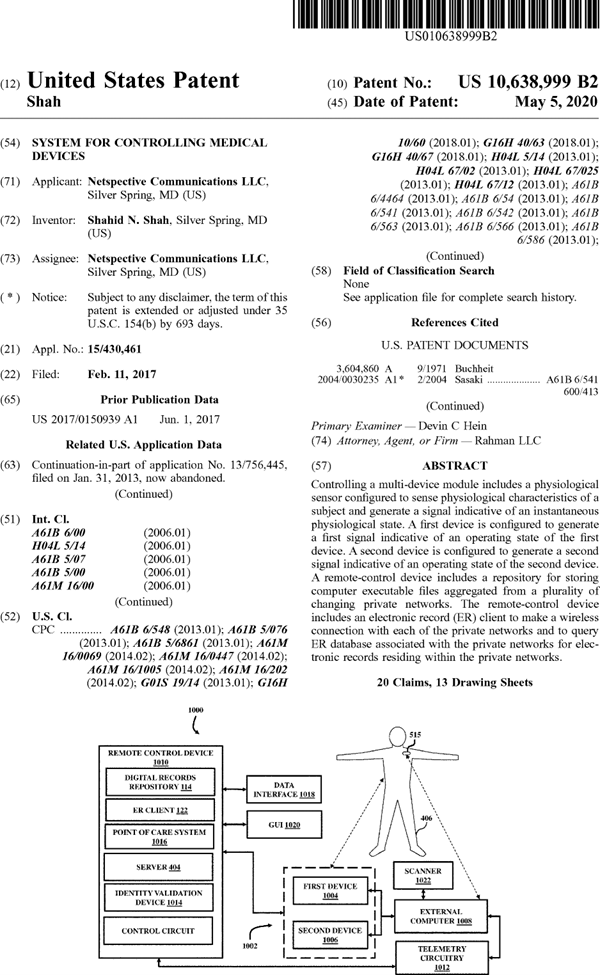 US010638999B2
(12) United States Patent
Shah
(10) Patent No.: US 10,638,999 B2
(45) Date of Patent: May 5, 2020
(54) SYSTEM FOR CONTROLLING MEDICAL
DEVICES
(71) Applicant: Netspective Communications LLC,
Silver Spring, MD (US)
(72) Inventor: Shahid N. Shah, Silver Spring, MD
(US)
(73) Assignee: Netspective Communications LLC,
Silver Spring, MD (US)
( * ) Notice: Subject to any disclaimer, the term of this
patent is extended or adjusted under 35
U.S.C. 154(b) by 693 days.
(21) Appl. No.: 15/430,461
(22) Filed: Feb. 11, 2017
(65) Prior Publication Data
US 2017/0150939 A1 Jun. 1, 2017
Related U.S. Application Data
(63) Continuation-in-part of application No. 13/756,445,
filed on Jan. 31, 2013, now abandoned.
(Continued)
(51) Int. Cl.
A61B 6/00 (2006.01)
H04L 5/14 (2006.01)
A61B 5/07 (2006.01)
A61B 5/00 (2006.01)
A61M 16/00 (2006.01)
(Continued)
(52) U.S. Cl.
CPC .............. A61B 6/548 (2013.01); A61B 5/076
(2013.01); A61B 5/6861 (2013.01); A61M
16/0069 (2014.02); A61M 16/0447 (2014.02);
A61M 16/1005 (2014.02); A61M 16/202
(2014.02); G01S 19/14 (2013.01); G16H
10/60 (2018.01); G16H 40/63 (2018.01);
G16H 40/67 (2018.01); H04L 5/14 (2013.01);
H04L 67/02 (2013.01); H04L 67/025
(2013.01); H04L 67/12 (2013.01); A61B
6/4464 (2013.01); A61B 6/54 (2013.01); A61B
6/541 (2013.01); A61B 6/542 (2013.01); A61B
6/563 (2013.01); A61B 6/566 (2013.01); A61B
6/586 (2013.01);
(Continued)
(58) Field of Classification Search
None
See application file for complete search history.
(56) References Cited
U.S. PATENT DOCUMENTS
3,604,860 A 9/1971 Buchheit
2004/0030235 A1* 2/2004 Sasaki .................... A61B 6/541
600/413
(Continued)
Primary Examiner — Devin C Hein
(74) Attorney, Agent, or Firm — Rahman LLC
(57) ABSTRACT
Controlling a multi-device module includes a physiological
sensor configured to sense physiological characteristics of a
subject and generate a signal indicative of an instantaneous
physiological state. A first device is configured to generate
a first signal indicative of an operating state of the first
device. A second device is configured to generate a second
signal indicative of an operating state of the second device.
A remote-control device includes a repository for storing
computer executable files aggregated from a plurality of
changing private networks. The remote-control device
includes an electronic record (ER) client to make a wireless
connection with each of the private networks and to query
ER database associated with the private networks for elec-
tronic records residing within the private networks.
20 Claims, 13 Drawing Sheets
1000
REMOTE CONTROL DEVICE
1010
DIGITAL RECORDS
REPOSITORY 114
ER CLIENT 122
POINT OF CARE SYSTEM
1016
SERVER 404
IDENTITY VALIDATION
DEVICE 1014
CONTROL CIRCUIT
DATA
INTERFACE 1018
GUI 1020
1002
FIRST DEVICE
1004
SECOND DEVICE
1006
515
406
SCANNER
1022
EXTERNAL
COMPUTER 1008
TELEMETRY
CIRCUITRY
1012